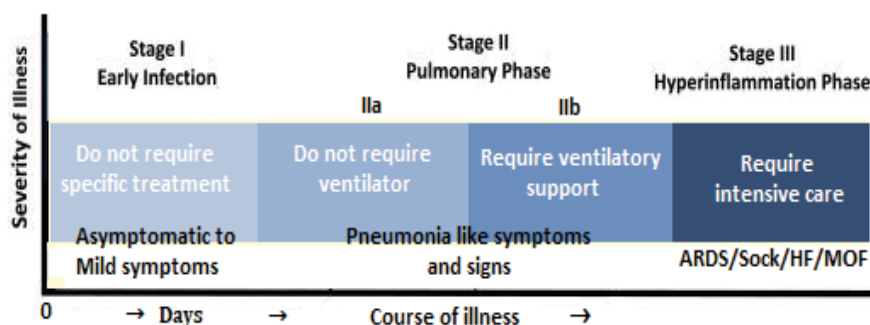 Severity of Illness
Stage I
Early Infection
Stage II
Pulmonary Phase
Stage III
Hyperinflammation Phase
IIa
IIb
Do not require
specific treatment
Do not require
ventilator
Require ventilatory
support
Require
intensive care
Asymptomatic to
Mild symptoms
Pneumonia like symptoms
and signs
ARDS/Sock/HF/MOF
0 → Days → Course of illness →